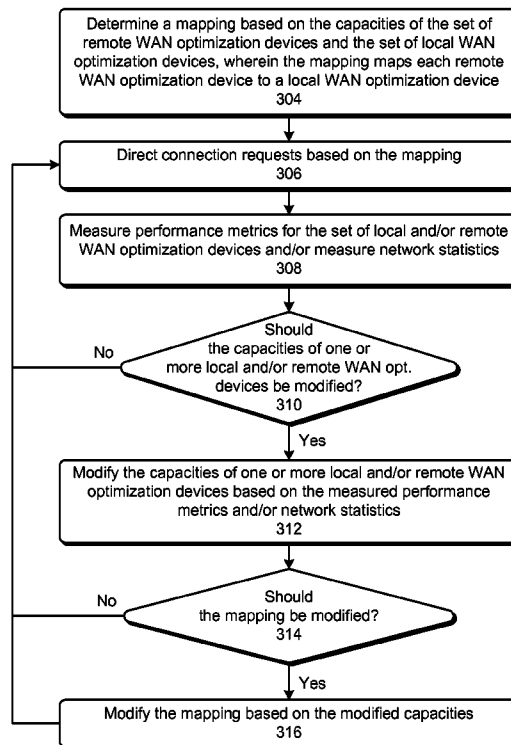 Determine a mapping based on the capacities of the set of
remote WAN optimization devices and the set of local WAN
optimization devices, wherein the mapping maps each remote
WAN optimization device to a local WAN optimization device
304
Direct connection requests based on the mapping
306
Measure performance metrics for the set of local and/or remote
WAN optimization devices and/or measure network statistics
308
Should
the capacities of one or
more local and/or remote WAN opt.
devices be modified?
310
No
Yes
Modify the capacities of one or more local and/or remote WAN
optimization devices based on the measured performance
metrics and/or network statistics
312
Should
the mapping be modified?
314
No
Yes
Modify the mapping based on the modified capacities
316